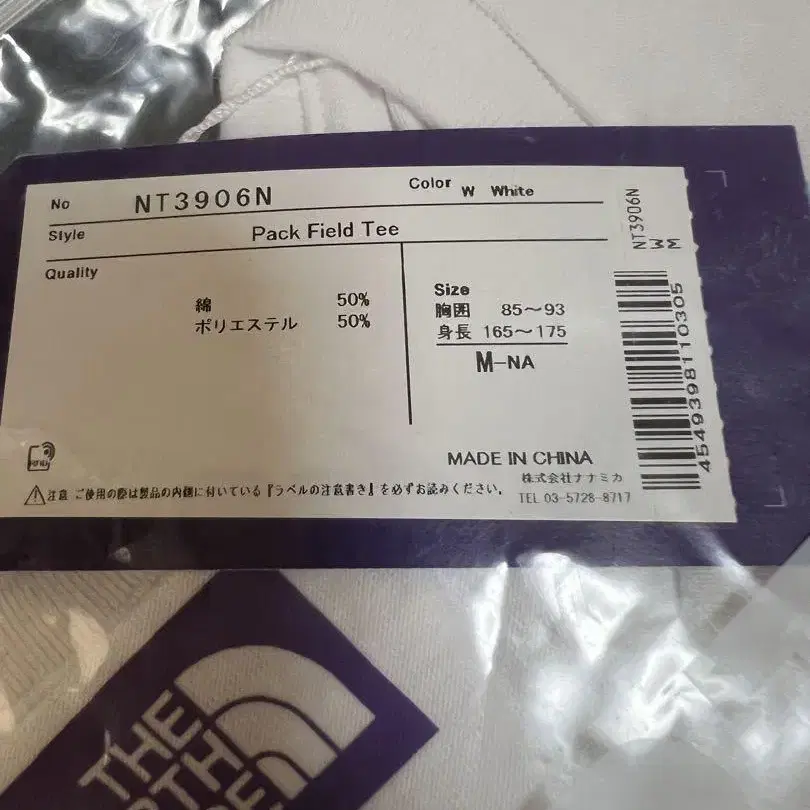 No NT3906N Color W White
Style Pack Field Tee
Quality
綿 50%
ポリエステル 50%
Size
胸囲 85～93
身長 165～175
M-NA
MADE IN CHINA
株式会社ナナミカ
TEL 03-5728-8717
⚠注意 ご使用の際は製品の内側に付いている『ラベルの注意書き』を必ずお読みください。
NT3906N
W M
4549398110305
THE